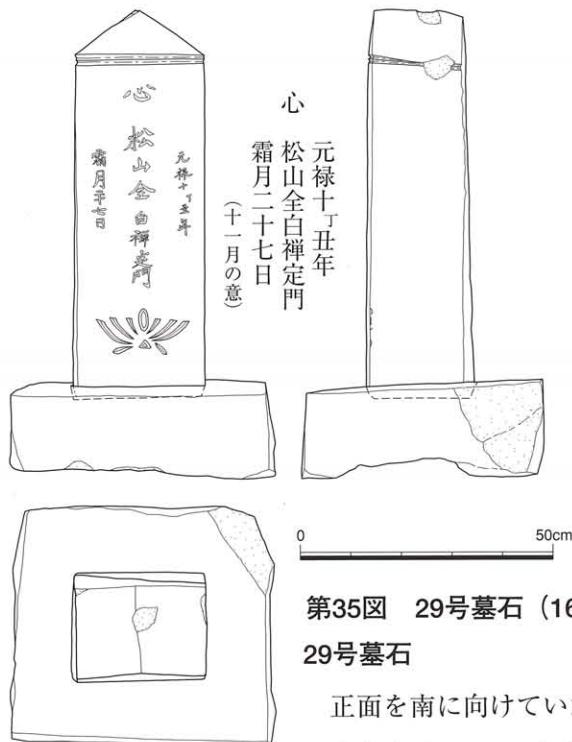 心
松山全白禅定門
元禄十丁丑年
霜月二十七日
心
元禄十丁丑年
松山全白禅定門
霜月二十七日
(十一月の意)
0 50cm
第35図 29号墓石(16
29号墓石
正面を南に向けてい